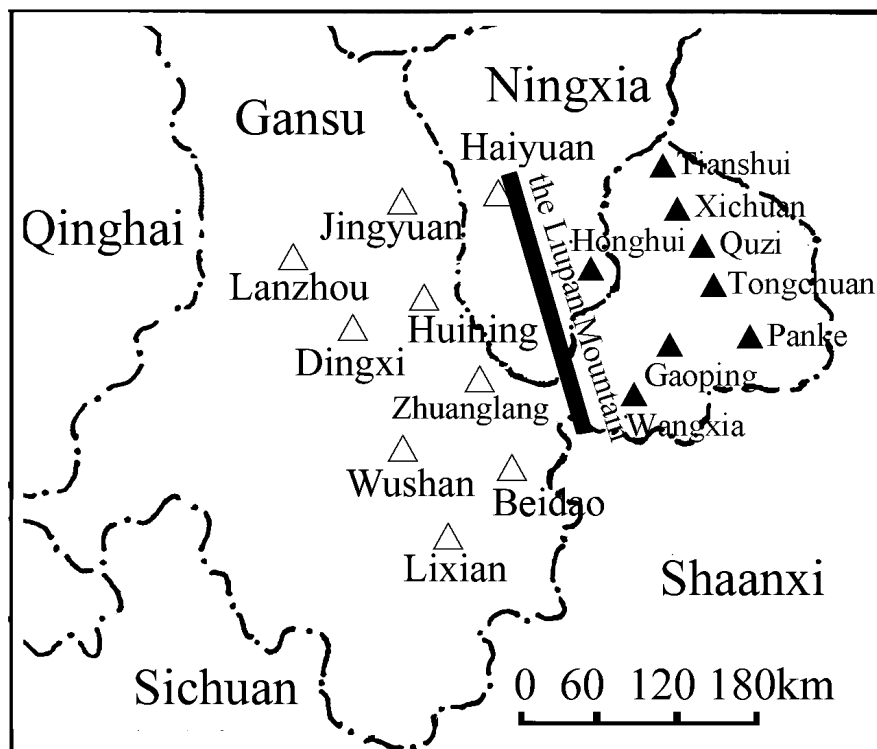 Ningxia
Gansu
Haiyuan
Tianshui
Qinghai
Jingyuan
the Liupan Mountain
Xichuan
Honghui
Quzi
Lanzhou
Tongchuan
Huining
Dingxi
Panke
Gaoping
Zhuanglang
Wangxia
Wushan
Beidao
Lixian
Shaanxi
Sichuan
0 60 120 180km